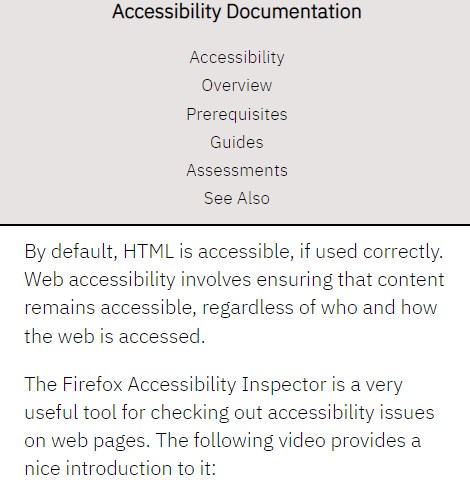 Accessibility Documentation
Accessibility
Overview
Prerequisites
Guides
Assessments
See Also
By default, HTML is accessible, if used correctly.
Web accessibility involves ensuring that content
remains accessible, regardless of who and how
the web is accessed.
The Firefox Accessibility Inspector is a very
useful tool for checking out accessibility issues
on web pages. The following video provides a
nice introduction to it: